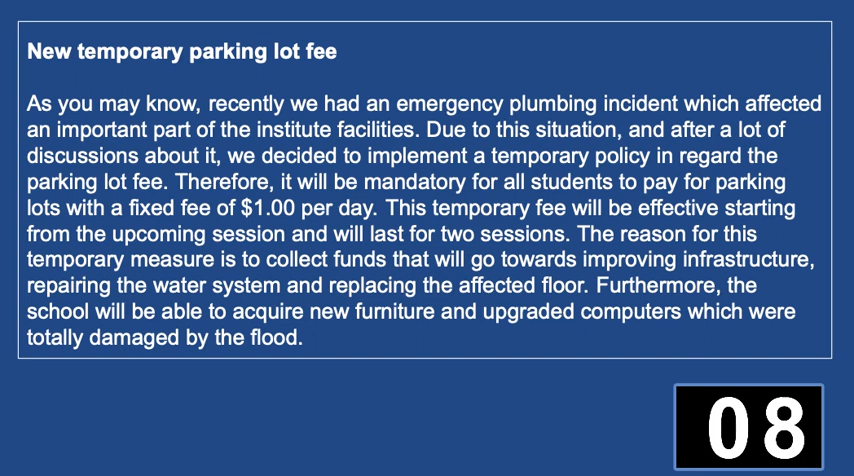 New temporary parking lot fee
As you may know, recently we had an emergency plumbing incident which affected
an important part of the institute facilities. Due to this situation, and after a lot of
discussions about it, we decided to implement a temporary policy in regard the
parking lot fee. Therefore, it will be mandatory for all students to pay for parking
lots with a fixed fee of $1.00 per day. This temporary fee will be effective starting
from the upcoming session and will last for two sessions. The reason for this
temporary measure is to collect funds that will go towards improving infrastructure,
repairing the water system and replacing the affected floor. Furthermore, the
school will be able to acquire new furniture and upgraded computers which were
totally damaged by the flood.
08